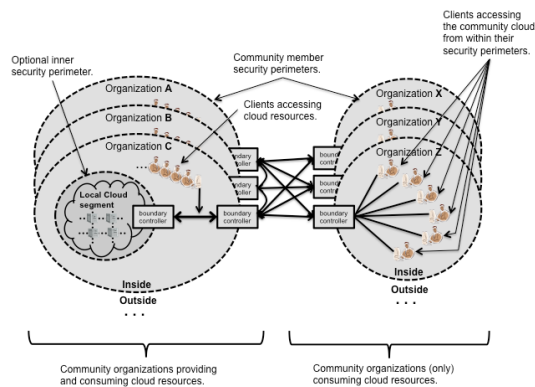 Clients accessing
the community cloud
from within their
security perimeters.
Optional inner
security perimeter.
Community member
security perimeters.
Organization A
Organization B
Organization C
Clients accessing
cloud resources.
Organization X
Organization Y
Organization Z
Local Cloud
segment
boundary
controller
boundary
controller
boundary
controller
Inside
Outside
. . .
Inside
Outside
. . .
Community organizations providing
and consuming cloud resources.
Community organizations (only)
consuming cloud resources.